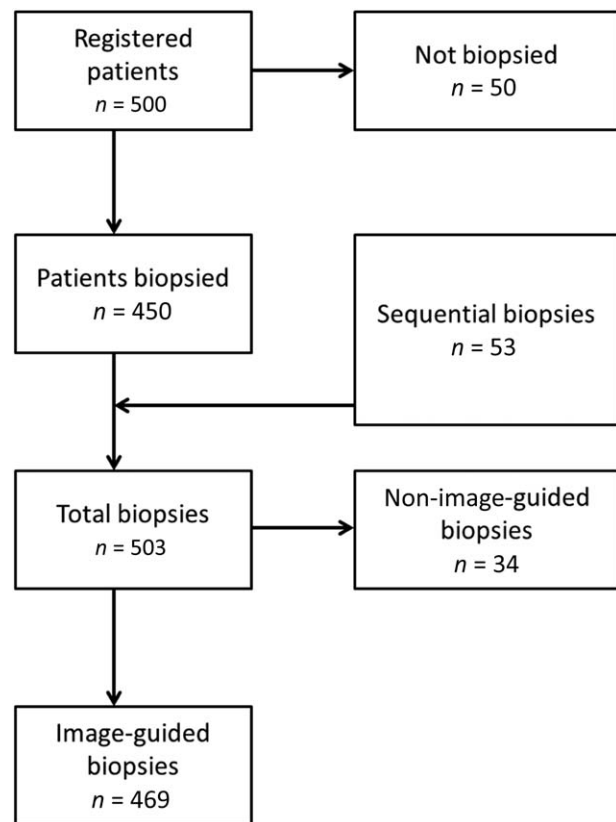 Registered
patients
n = 500
Not biopsied
n = 50
Patients biopsied
n = 450
Sequential biopsies
n = 53
Total biopsies
n = 503
Non-image-guided
biopsies
n = 34
Image-guided
biopsies
n = 469